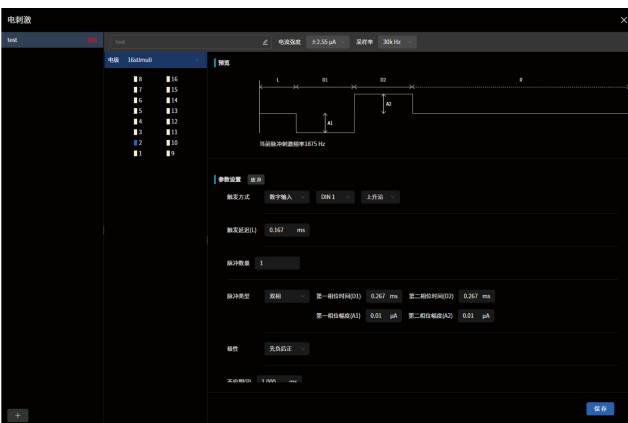 电刺激
test
test 电流强度 ±2.55 μA 采样率 30k Hz
电极 16stimuli
预览
8 16
7 15
6 14
5 13
4 12
3 11
2 10
1 9
L D1 D2 R
A1 A2
当前脉冲刺激频率1875 Hz
参数设置
触发方式 数字输入 DIN 1 上升沿
触发延迟(L) 0.167 ms
脉冲数量 1
脉冲类型 双相 第一相位时间(D1) 0.267 ms 第二相位时间(D2) 0.267 ms
第一相位幅度(A1) 0.01 μA 第二相位幅度(A2) 0.01 μA
极性 先负后正
不应期(R) 1.000 ms
保存